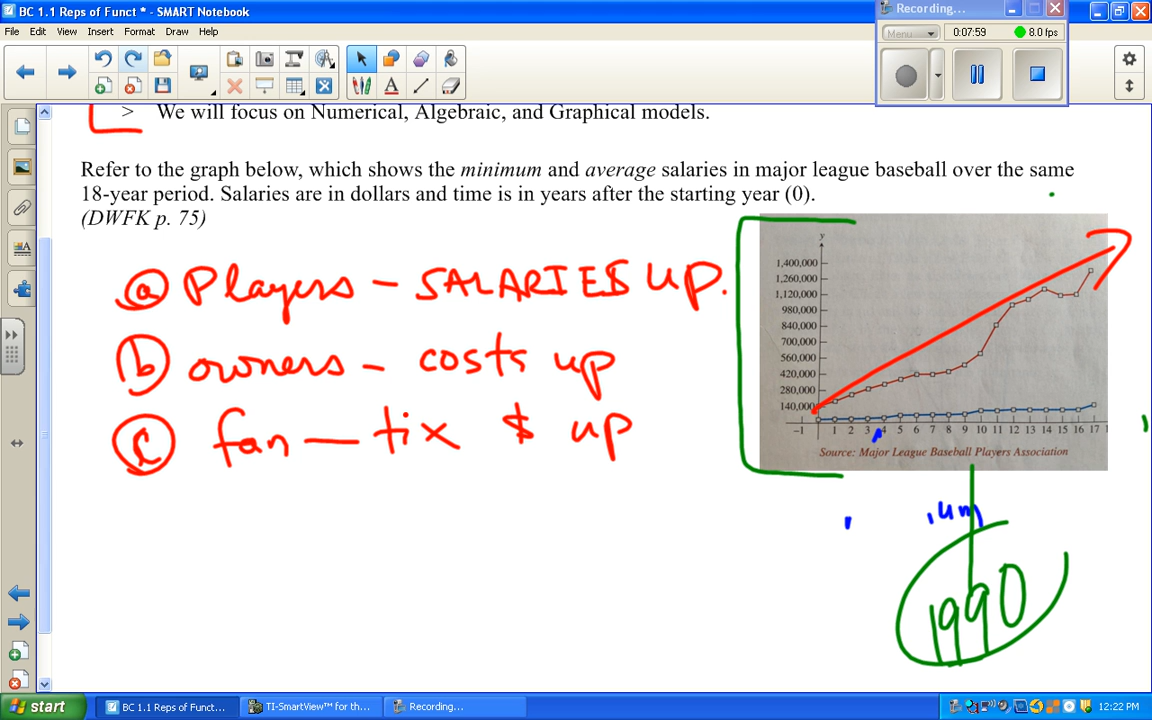 BC 1.1 Reps of Funct * - SMART Notebook
Recording...
File Edit View Insert Format Draw Help
Menu 0:07:59 8.0 fps
> We will focus on Numerical, Algebraic, and Graphical models.
Refer to the graph below, which shows the minimum and average salaries in major league baseball over the same
18-year period. Salaries are in dollars and time is in years after the starting year (0).
(DWFK p. 75)
a Players - SALARIES UP.
b owners - costs up
c fan — tix $ up
y
1,400,000
1,260,000
1,120,000
980,000
840,000
700,000
560,000
420,000
280,000
140,000
-1 1 2 3 4 5 6 7 8 9 10 11 12 13 14 15 16 17
Source: Major League Baseball Players Association
um
1990
start BC 1.1 Reps of Funct... TI-SmartView™ for th... Recording... 12:22 PM